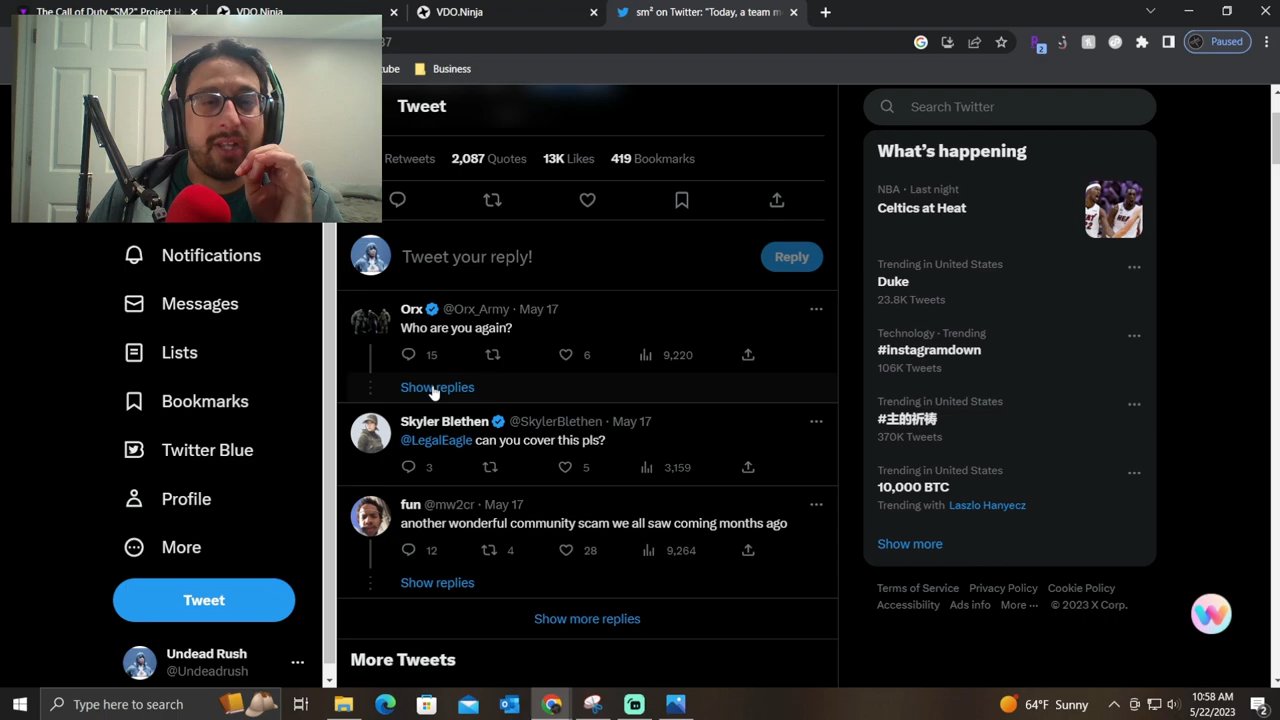 The Call of Duty "SM2" Project H
VDO.Ninja
VDO.Ninja
sm² on Twitter: "Today, a team m
37
Paused
ube
Business
Tweet
Search Twitter
Retweets 2,087 Quotes 13K Likes 419 Bookmarks
What's happening
NBA · Last night
Celtics at Heat
Notifications
Tweet your reply!
Reply
Trending in United States
Duke
23.8K Tweets
Messages
Orx @Orx_Army · May 17
Who are you again?
15 6 9,220
Technology · Trending
#instagramdown
106K Tweets
Lists
Show replies
Bookmarks
Skyler Blethen @SkylerBlethen · May 17
@LegalEagle can you cover this pls?
3 5 3,159
Trending in United States
#主的祈祷
370K Tweets
Twitter Blue
Trending in United States
10,000 BTC
Trending with Laszlo Hanyecz
Profile
fun @mw2cr · May 17
another wonderful community scam we all saw coming months ago
12 4 28 9,264
Show more
More
Show replies
Terms of Service Privacy Policy Cookie Policy
Accessibility Ads info More ··· © 2023 X Corp.
Tweet
Show more replies
Undead Rush
@Undeadrush
More Tweets
Type here to search
64°F Sunny
10:58 AM
5/22/2023
2